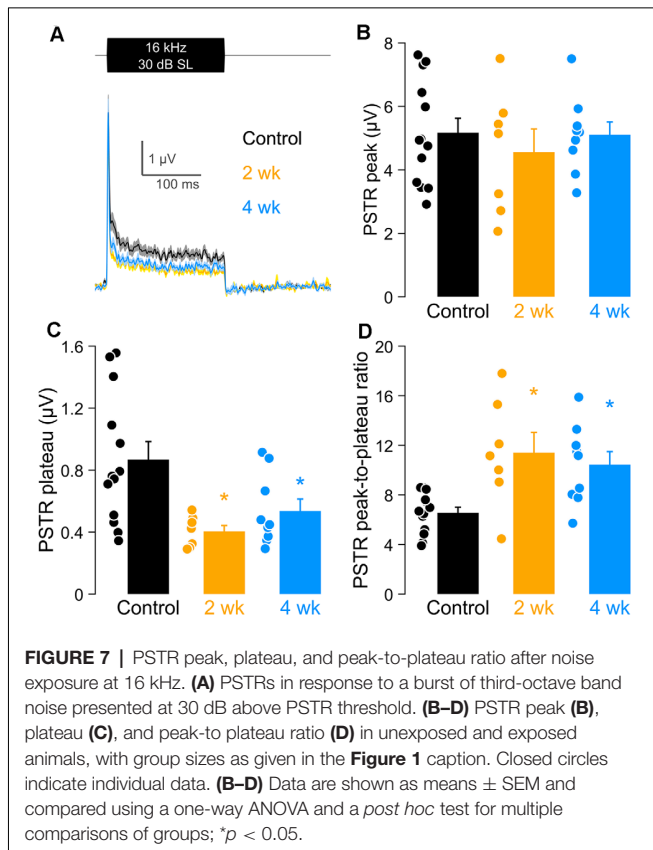 A
16 kHz
30 dB SL
Control
1 µV
2 wk
100 ms
4 wk
B
8
6
4
2
0
PSTR peak (µV)
Control
2 wk
4 wk
C
1.6
1.2
0.8
0.4
0
PSTR plateau (µV)
*
*
Control
2 wk
4 wk
D
20
16
12
8
4
0
PSTR peak-to-plateau ratio
*
*
Control
2 wk
4 wk
FIGURE 7 | PSTR peak, plateau, and peak-to-plateau ratio after noise
exposure at 16 kHz. (A) PSTRs in response to a burst of third-octave band
noise presented at 30 dB above PSTR threshold. (B–D) PSTR peak (B),
plateau (C), and peak-to plateau ratio (D) in unexposed and exposed
animals, with group sizes as given in the Figure 1 caption. Closed circles
indicate individual data. (B–D) Data are shown as means ± SEM and
compared using a one-way ANOVA and a post hoc test for multiple
comparisons of groups; *p < 0.05.